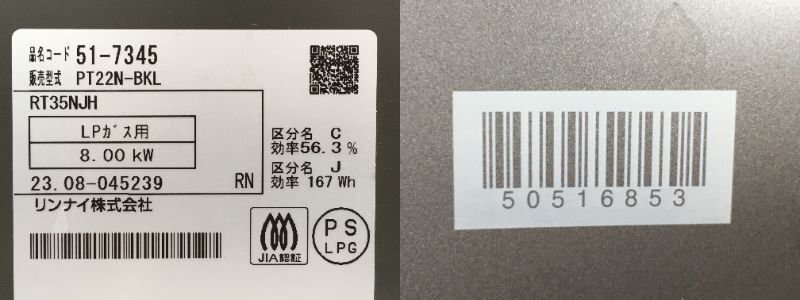 品名コード 51-7345
販売型式 PT22N-BKL
RT35NJH
LPガス用
8.00 kW
23.08-045239 RN
リンナイ株式会社
区分名 C
効率56.3 %
区分名 J
効率 167 Wh
JIA認証
PS
LPG
50516853